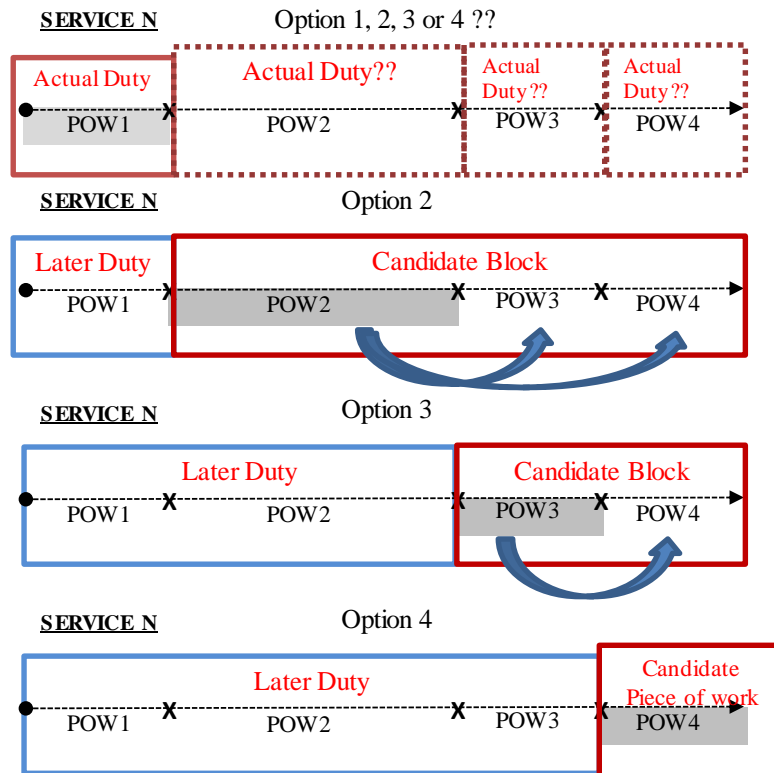 SERVICE N Option 1, 2, 3 or 4 ??
Actual Duty Actual Duty?? Actual Duty?? Actual Duty??
POW1 POW2 POW3 POW4
SERVICE N Option 2
Later Duty Candidate Block
POW1 POW2 POW3 POW4
SERVICE N Option 3
Later Duty Candidate Block
POW1 POW2 POW3 POW4
SERVICE N Option 4
Later Duty Candidate
Piece of work
POW1 POW2 POW3 POW4